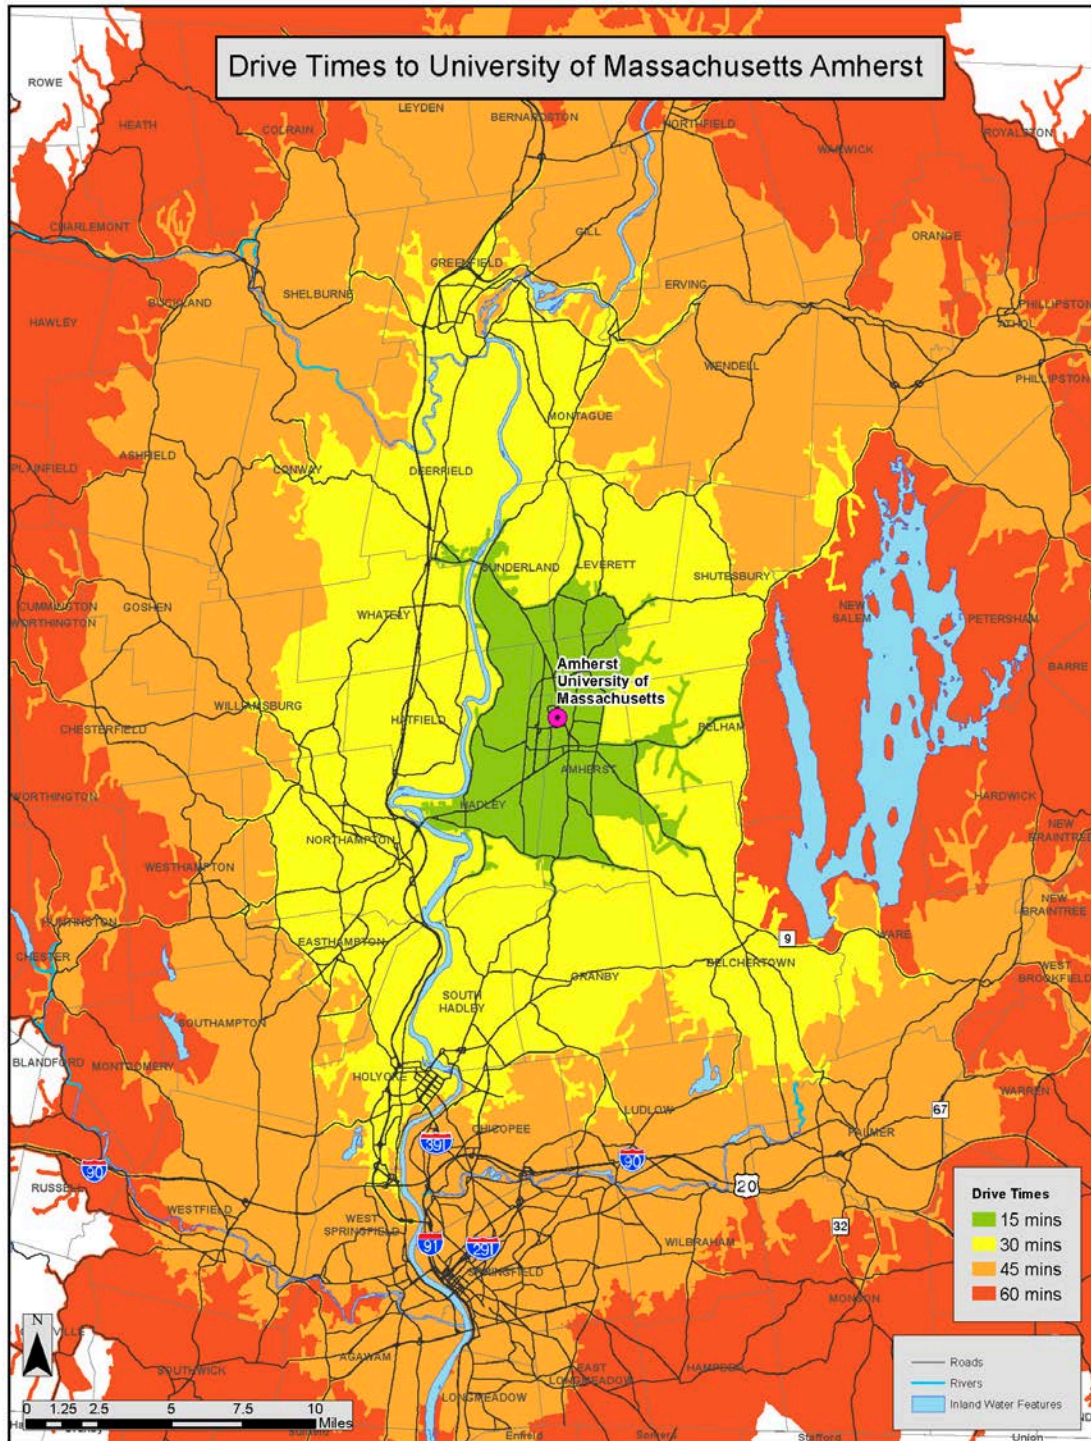 Drive Times to University of Massachusetts Amherst
ROWE
LEYDEN
BERNARDSTON
HEATH
COLRAIN
NORTHFIELD
ROYALSTON
WARWICK
CHARLEMONT
GILL
ORANGE
GREENFIELD
ERVING
BUCKLAND
SHELBURNE
PHILLIPSTON
HAWLEY
ATHOL
WENDELL
PHILLIPSTON
MONTAGUE
ASHFIELD
PLAINFIELD
CONWAY
DEERFIELD
SUNDERLAND
LEVERETT
SHUTESBURY
CUMMINGTON
GOSHEN
WHATELY
NEW
SALEM
PETERSHAM
WORTHINGTON
Amherst
University of
Massachusetts
BARRE
WILLIAMSBURG
HATFIELD
CHESTERFIELD
PELHAM
AMHERST
WORTHINGTON
HADLEY
HARDWICK
NEW
BRAINTREE
NORTHAMPTON
WESTHAMPTON
NEW
BRAINTREE
HUNTINGTON
EASTHAMPTON
9
WARE
CHESTER
BELCHERTOWN
WEST
BROOKFIELD
GRANBY
SOUTH
HADLEY
SOUTHAMPTON
BLANDFORD
MONTGOMERY
HOLYOKE
WARREN
LUDLOW
67
CHICOPEE
PALMER
391
90
90
20
RUSSELL
WESTFIELD
WEST
SPRINGFIELD
32
91
291
WILBRAHAM
SPRINGFIELD
MONSON
Drive Times
15 mins
30 mins
45 mins
60 mins
N
AGAWAM
SOUTHWICK
EAST
LONGMEADOW
HAMPDEN
LONGMEADOW
Roads
Rivers
Inland Water Features
0 1.25 2.5 5 7.5 10
Miles
Granby
Suffield
Enfield
Somers
Stafford
Union